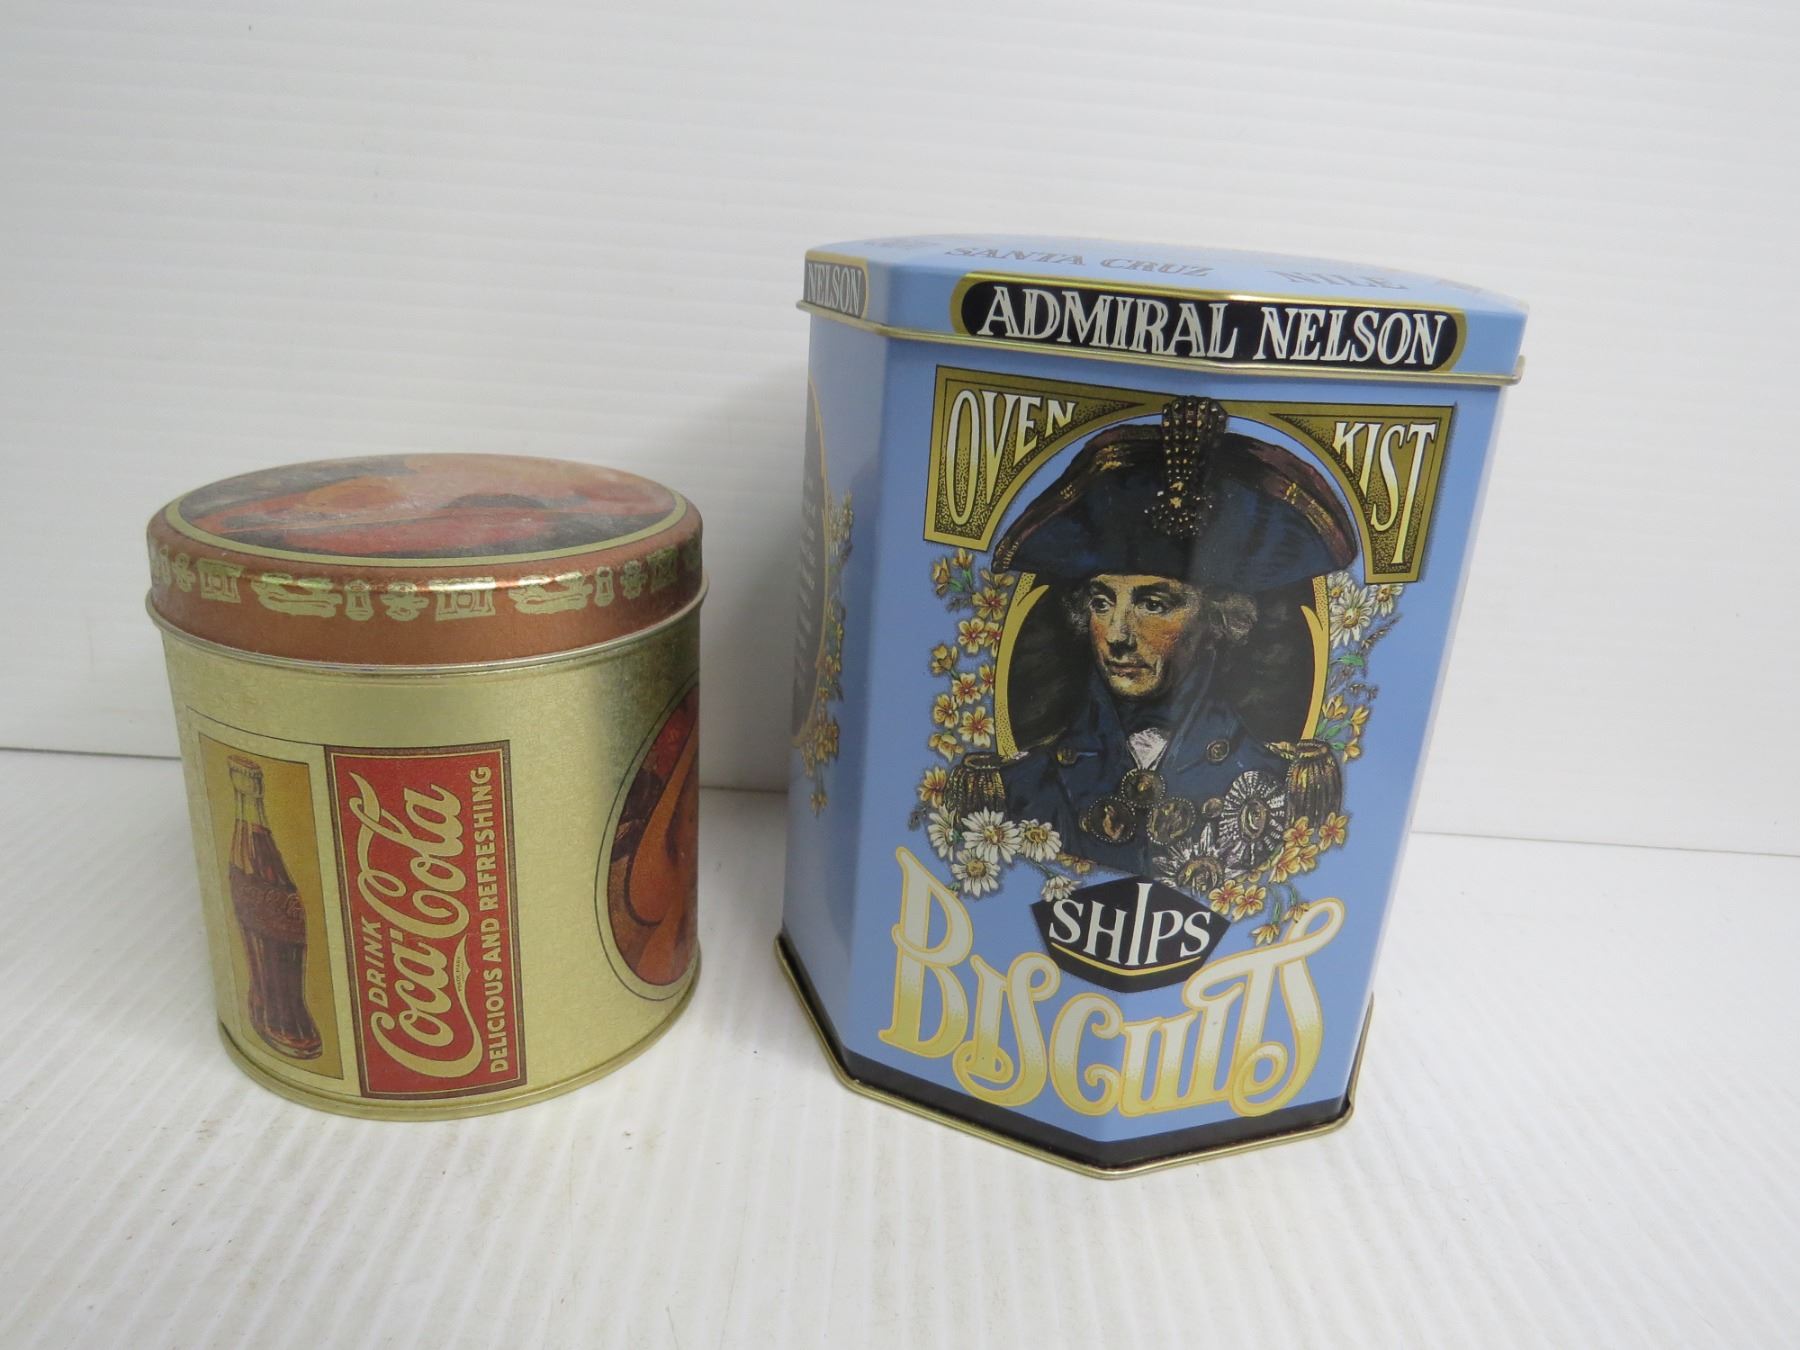 DRINK
Coca-Cola
DELICIOUS AND REFRESHING
SANTA CRUZ NILE
NELSON
ADMIRAL NELSON
OVEN KIST
SHIPS
BISCUITS